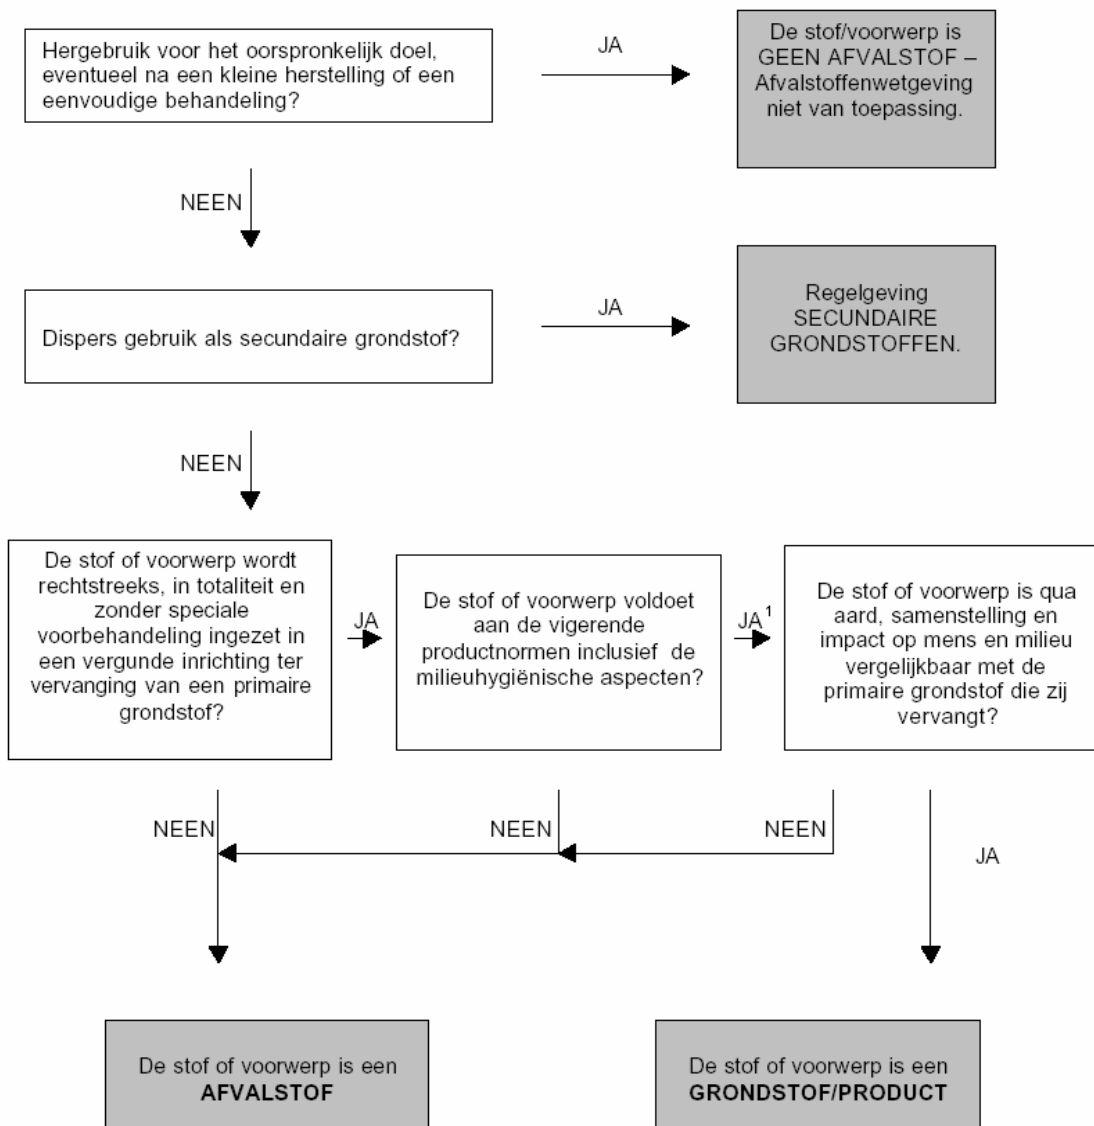 Hergebruik voor het oorspronkelijk doel,
eventueel na een kleine herstelling of een
eenvoudige behandeling?
JA
De stof/voorwerp is
GEEN AFVALSTOF –
Afvalstoffenwetgeving
niet van toepassing.
NEEN
Dispers gebruik als secundaire grondstof?
JA
Regelgeving
SECUNDAIRE
GRONDSTOFFEN.
NEEN
De stof of voorwerp wordt
rechtstreeks, in totaliteit en
zonder speciale
voorbehandeling ingezet in
een vergunde inrichting ter
vervanging van een primaire
grondstof?
JA
De stof of voorwerp voldoet
aan de vigerende
productnormen inclusief de
milieuhygiënische aspecten?
JA¹
De stof of voorwerp is qua
aard, samenstelling en
impact op mens en milieu
vergelijkbaar met de
primaire grondstof die zij
vervangt?
NEEN
NEEN
NEEN
JA
De stof of voorwerp is een
AFVALSTOF
De stof of voorwerp is een
GRONDSTOF/PRODUCT